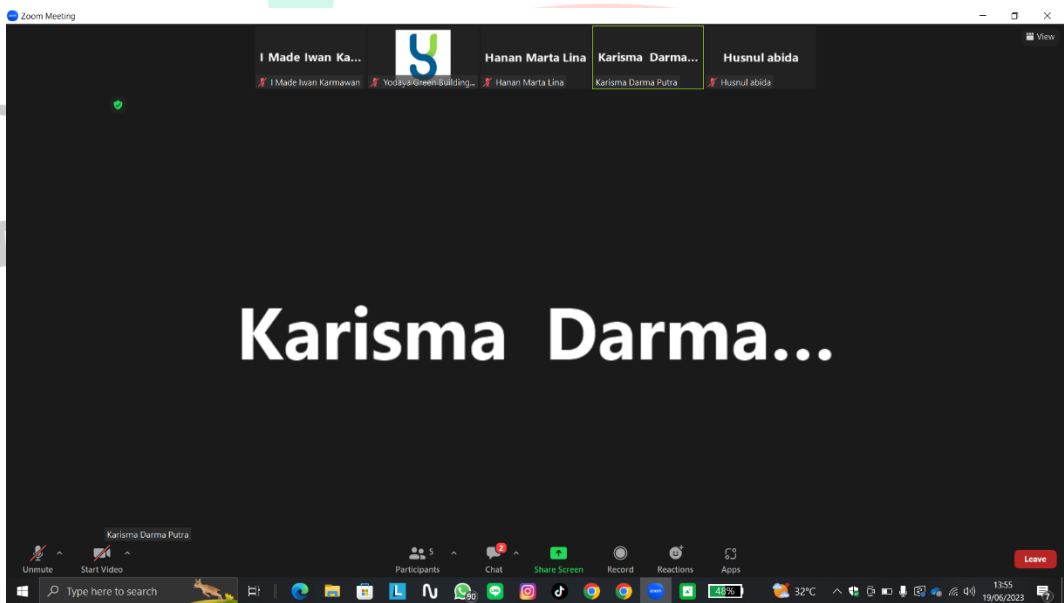 Zoom Meeting
View
I Made Iwan Ka...
Hanan Marta Lina
Karisma Darma...
Husnul abida
I Made Iwan Karmawan
Yodaya Green Building...
Hanan Marta Lina
Karisma Darma Putra
Husnul abida
Karisma Darma...
Karisma Darma Putra
Unmute
Start Video
5
Participants
2
Chat
Share Screen
Record
Reactions
Apps
Leave
Type here to search
L
90
zoom
48%
32°C
13:55
19/06/2023
7